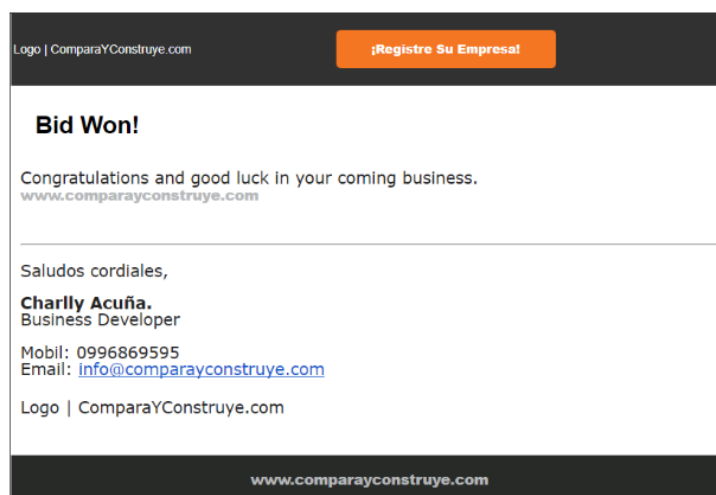 Logo | ComparaYConstruye.com
¡Registre Su Empresa!
Bid Won!
Congratulations and good luck in your coming business.
www.comparayconstruye.com
Saludos cordiales,
Charlly Acuña.
Business Developer
Mobil: 0996869595
Email: info@comparayconstruye.com
Logo | ComparaYConstruye.com
www.comparayconstruye.com